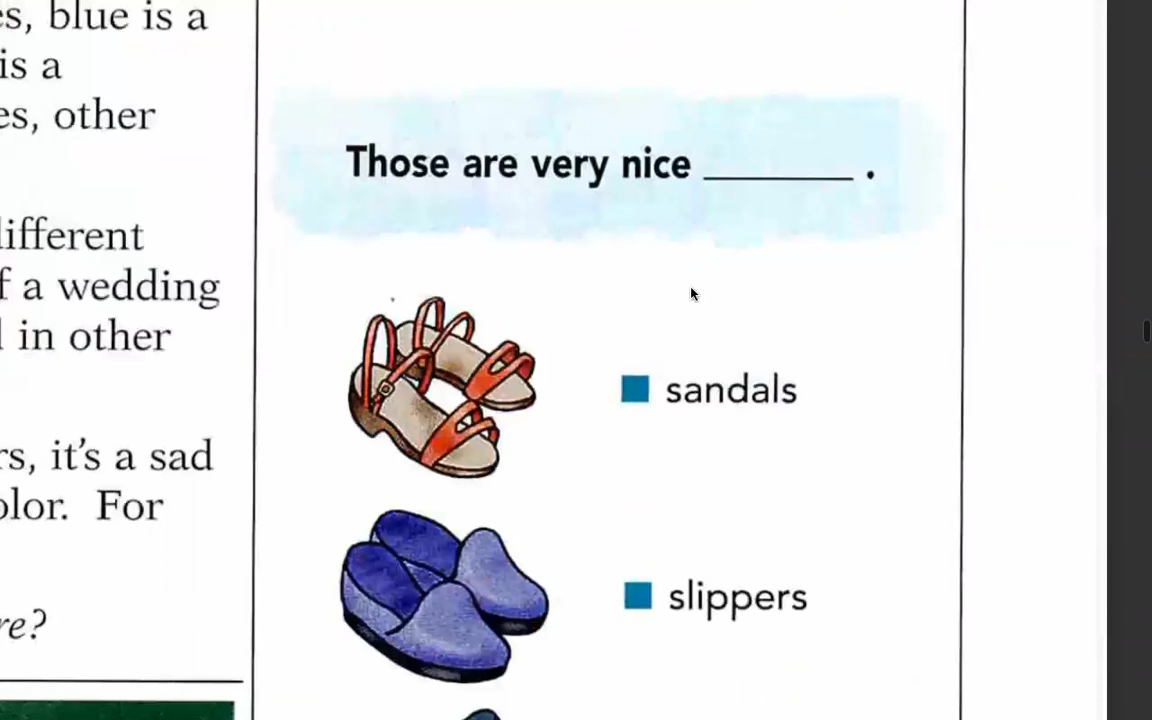 es, blue is a
is a
es, other
ifferent
f a wedding
in other
rs, it's a sad
olor. For
re?
Those are very nice ________ .
sandals
slippers